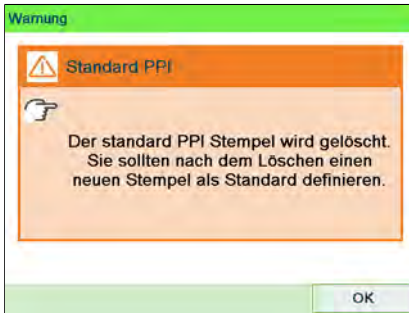 Warnung
Standard PPI
Der standard PPI Stempel wird gelöscht.
Sie sollten nach dem Löschen einen
neuen Stempel als Standard definieren.
OK